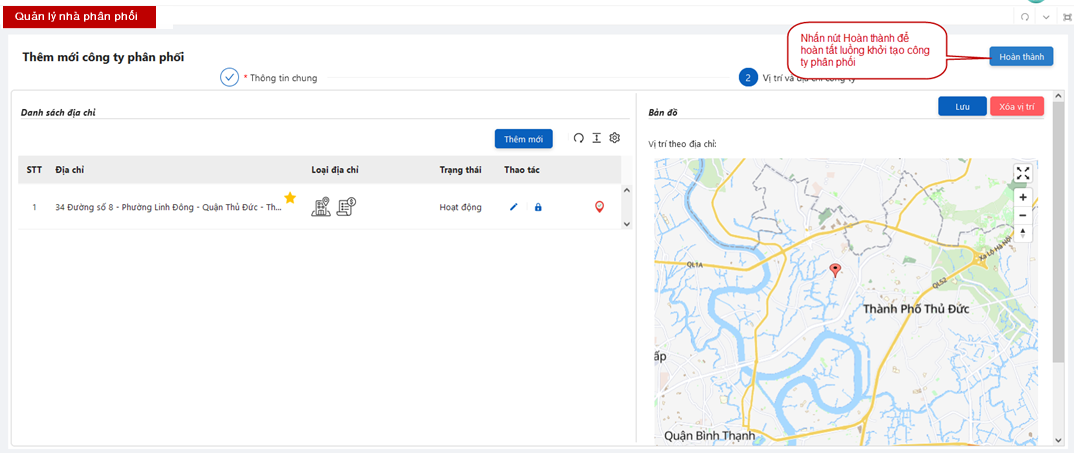 Quản lý nhà phân phối
Nhấn nút Hoàn thành để
hoàn tất luồng khởi tạo công
ty phân phối
Thêm mới công ty phân phối
Hoàn thành
* Thông tin chung
2
Vị trí và địa chỉ công ty
Danh sách địa chỉ
Thêm mới
STT Địa chỉ Loại địa chỉ Trạng thái Thao tác
1 34 Đường số 8 - Phường Linh Đông - Quận Thủ Đức - Th... Hoạt động
Bản đồ
Lưu
Xóa vị trí
Vị trí theo địa chỉ:
Xa Lộ Hà Nội
QL1A
QL52
Thành Phố Thủ Đức
ấp
Quận Bình Thạnh